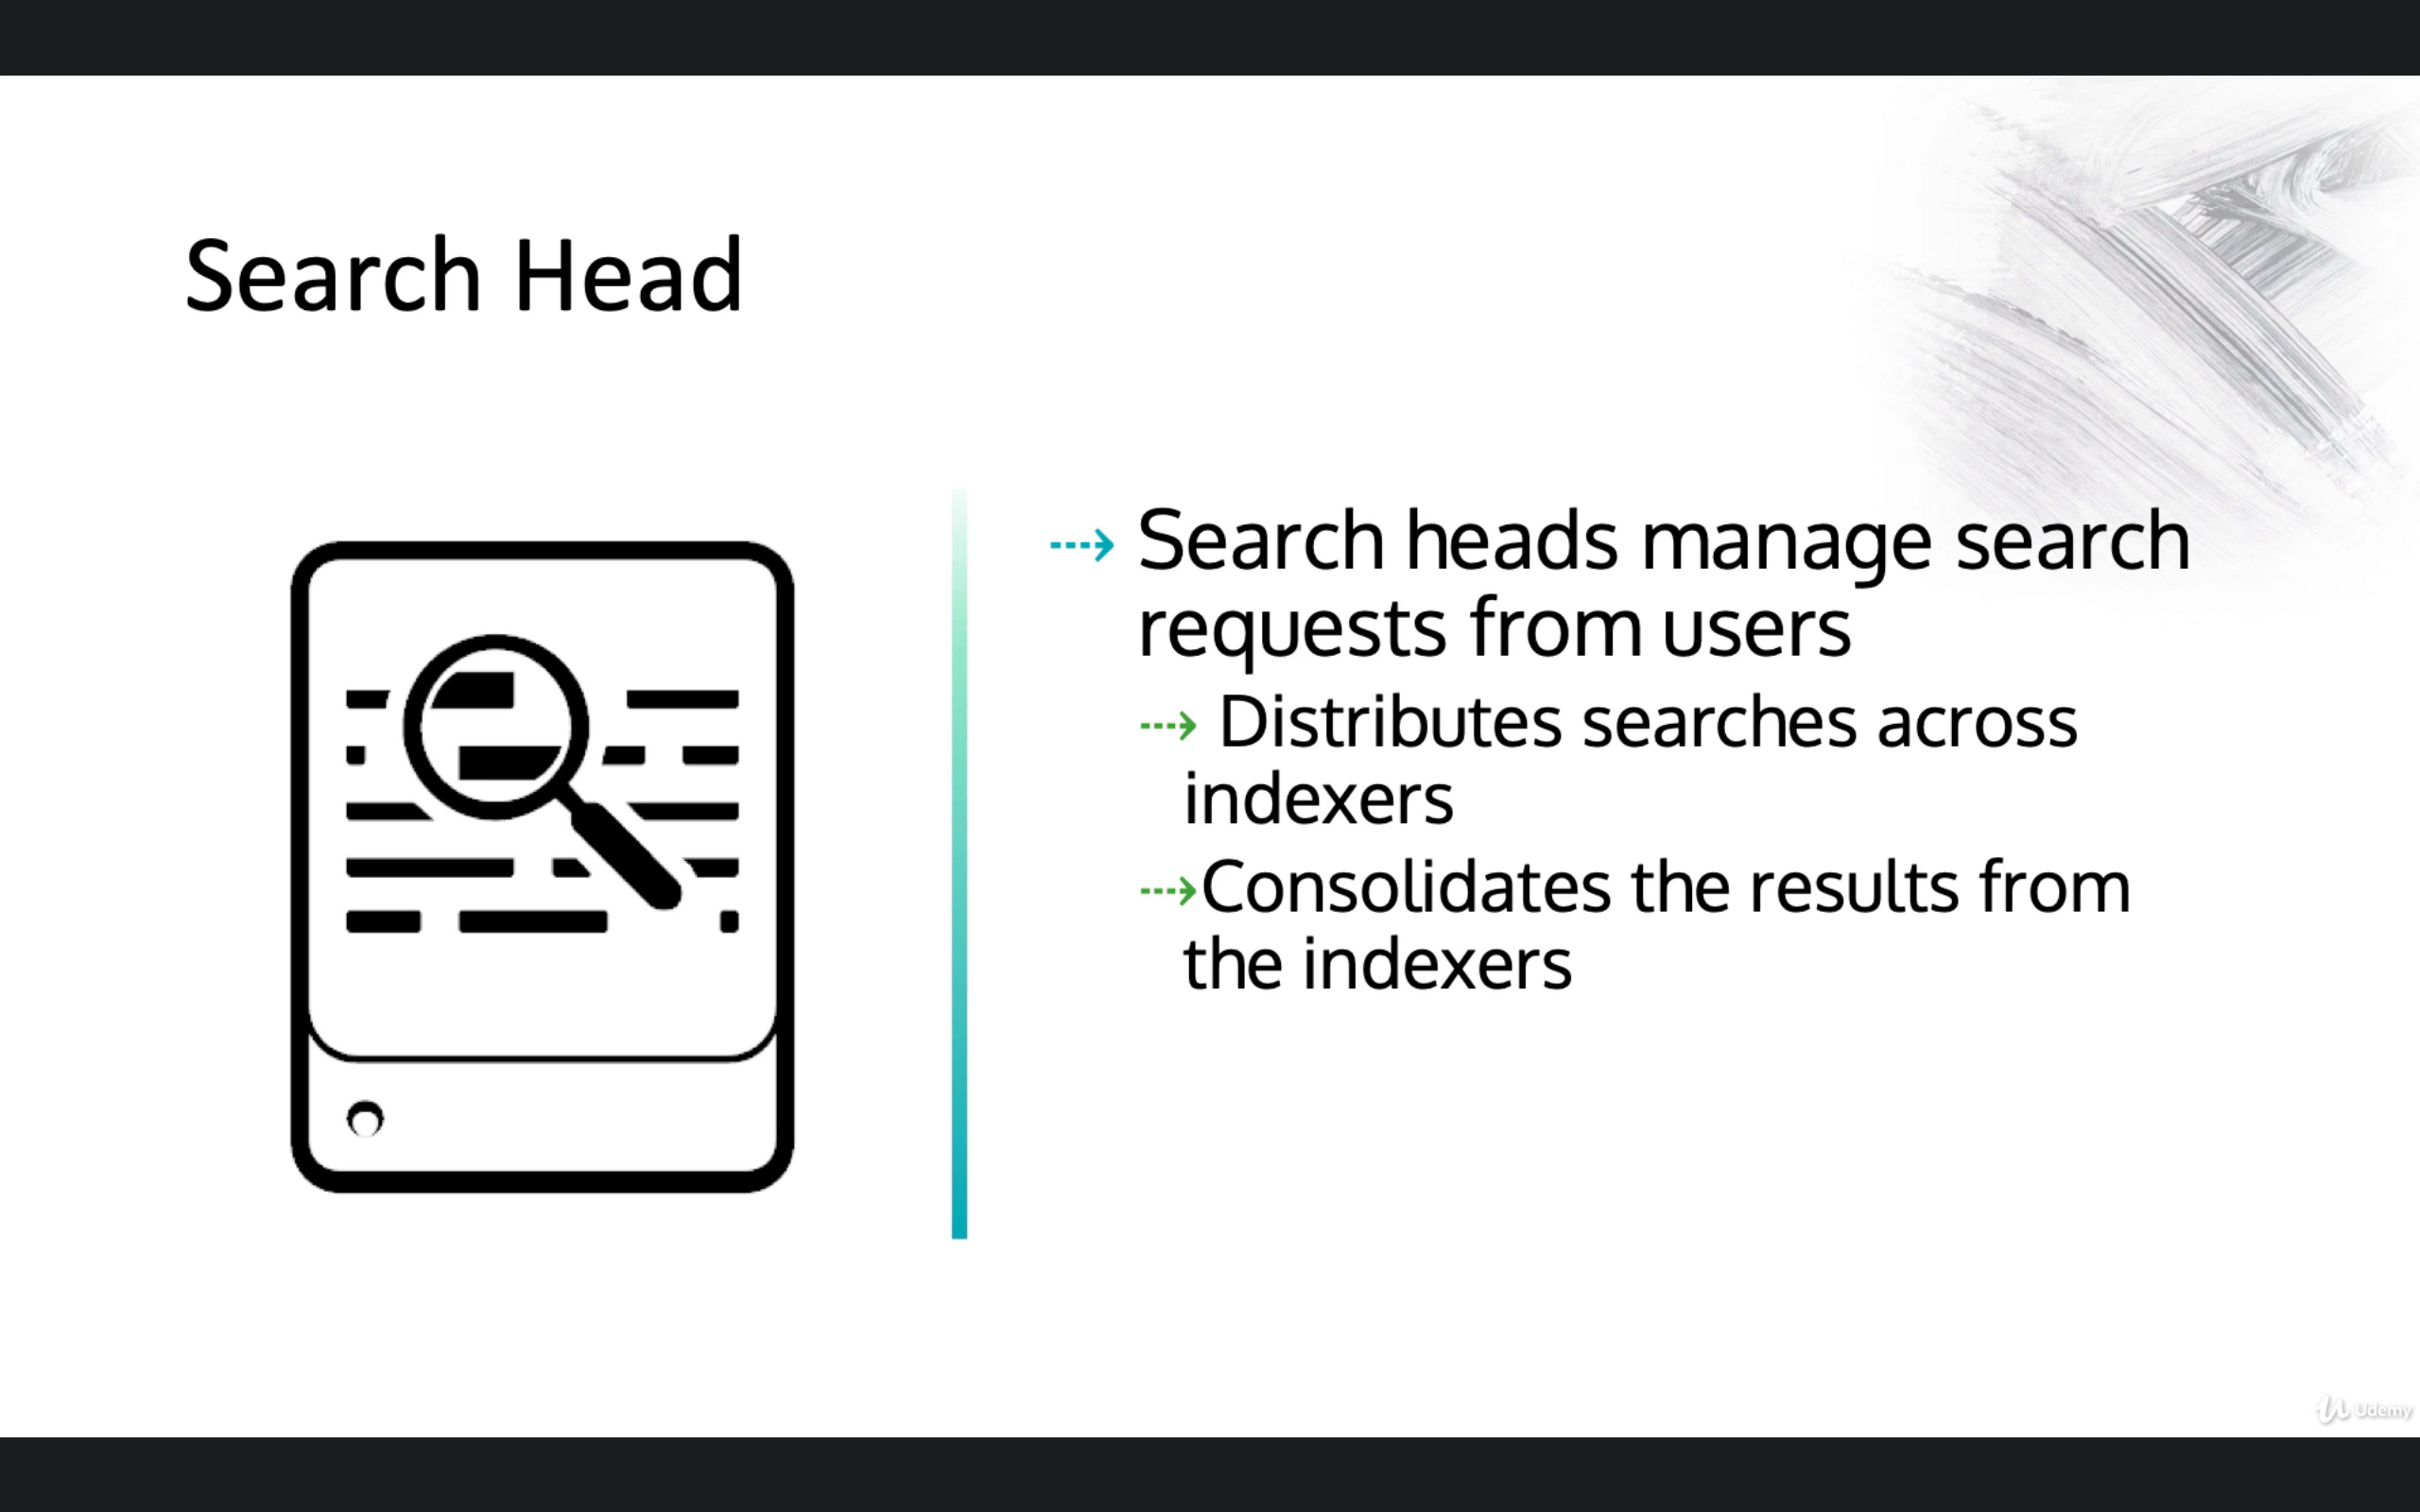 Search Head
Search heads manage search
requests from users
Distributes searches across
indexers
Consolidates the results from
the indexers
Udemy